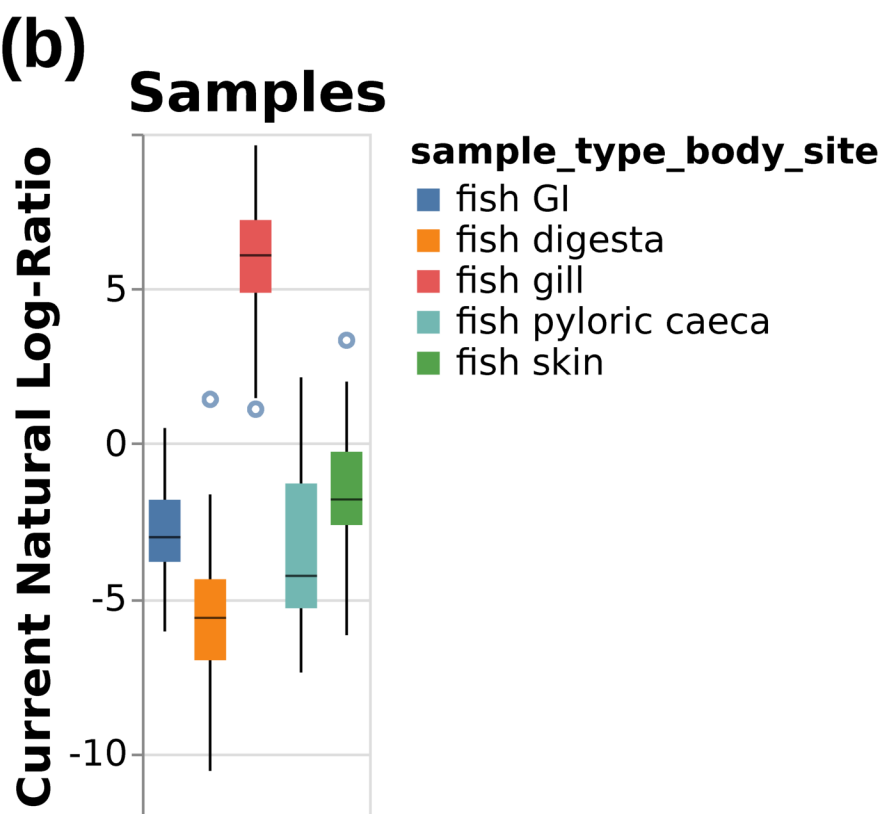 (b)
Samples
Current Natural Log-Ratio
5
0
-5
-10
sample_type_body_site
fish GI
fish digesta
fish gill
fish pyloric caeca
fish skin